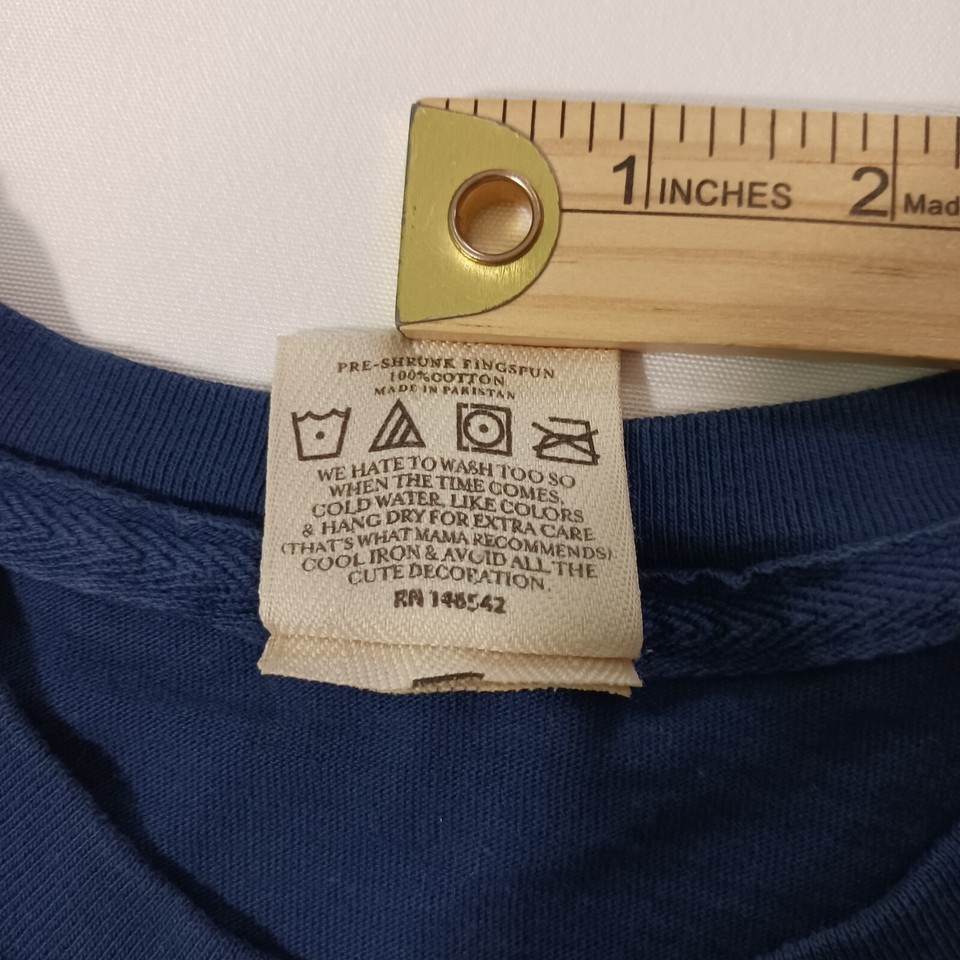 1 INCHES 2 Mad
PRE-SHRUNK RINGSPUN
100% COTTON
MADE IN PAKISTAN
WE HATE TO WASH TOO SO
WHEN THE TIME COMES,
COLD WATER, LIKE COLORS
& HANG DRY FOR EXTRA CARE
(THAT'S WHAT MAMA RECOMMENDS).
COOL IRON & AVOID ALL THE
CUTE DECORATION.
RN 146542